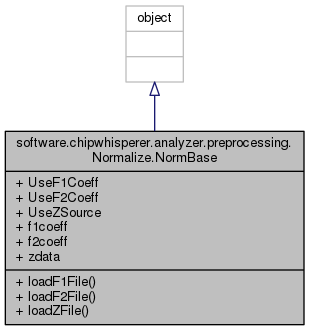 object
software.chipwhisperer.analyzer.preprocessing.
Normalize.NormBase
+ UseF1Coeff
+ UseF2Coeff
+ UseZSource
+ f1coeff
+ f2coeff
+ zdata
+ loadF1File()
+ loadF2File()
+ loadZFile()